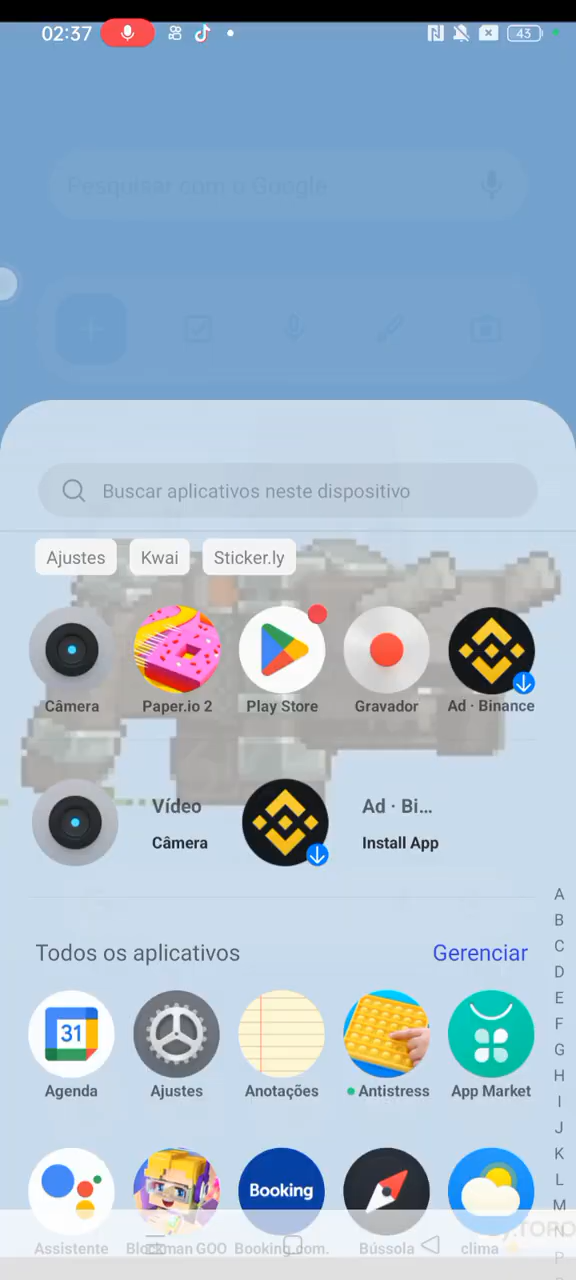 02:37
43
Pesquisar com o Google
Buscar aplicativos neste dispositivo
Ajustes Kwai Sticker.ly
Câmera Paper.io 2 Play Store Gravador Ad · Binance
Vídeo Ad · Bi...
Câmera Install App
Todos os aplicativos Gerenciar
31
Agenda Ajustes Anotações Antistress App Market
Booking
Assistente Blockman GOO Booking.com. Bússola clima
A
B
C
D
E
F
G
H
I
J
K
L
M
N
P